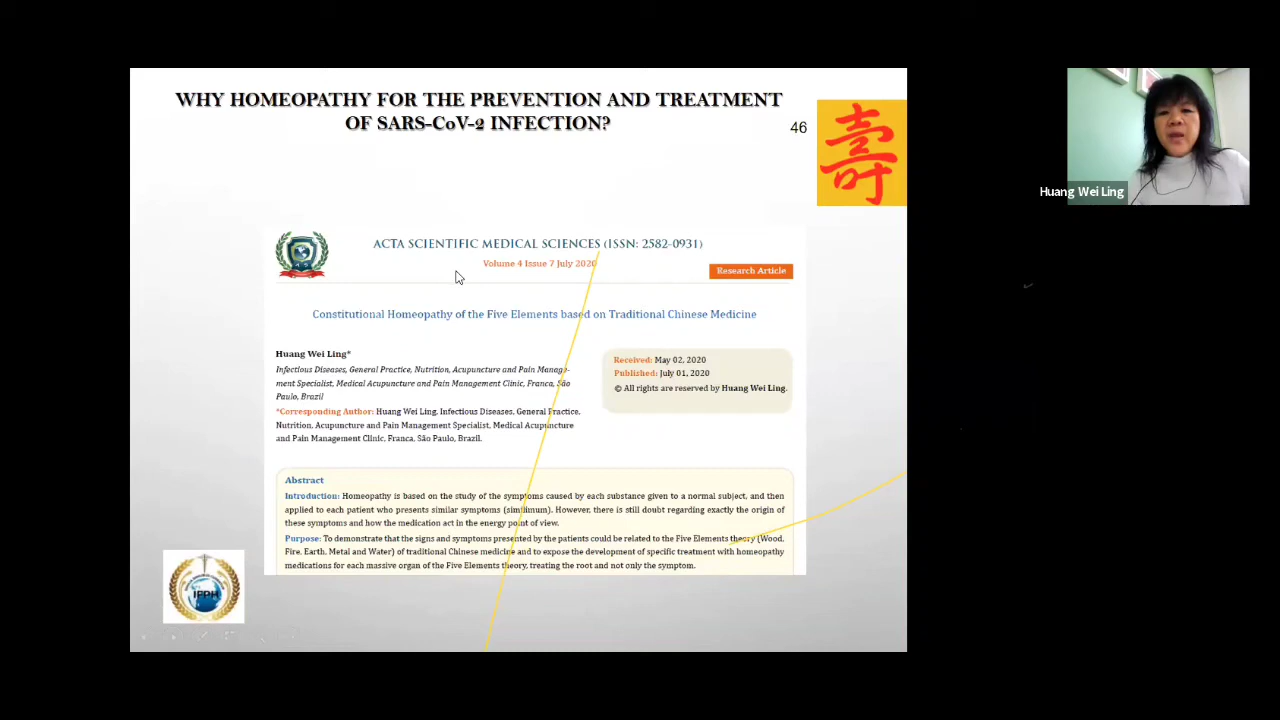 WHY HOMEOPATHY FOR THE PREVENTION AND TREATMENT
OF SARS-CoV-2 INFECTION?
46
壽
Huang Wei Ling
ACTA SCIENTIFIC MEDICAL SCIENCES (ISSN: 2582-0931)
Volume 4 Issue 7 July 2020
Research Article
Constitutional Homeopathy of the Five Elements based on Traditional Chinese Medicine
Huang Wei Ling*
Infectious Diseases, General Practice, Nutrition, Acupuncture and Pain Manage-
ment Specialist, Medical Acupuncture and Pain Management Clinic, Franca, São
Paulo, Brazil
*Corresponding Author: Huang Wei Ling, Infectious Diseases, General Practice,
Nutrition, Acupuncture and Pain Management Specialist, Medical Acupuncture
and Pain Management Clinic, Franca, São Paulo, Brazil.
Received: May 02, 2020
Published: July 01, 2020
© All rights are reserved by Huang Wei Ling.
Abstract
Introduction: Homeopathy is based on the study of the symptoms caused by each substance given to a normal subject, and then
applied to each patient who presents similar symptoms (similimum). However, there is still doubt regarding exactly the origin of
these symptoms and how the medication act in the energy point of view.
Purpose: To demonstrate that the signs and symptoms presented by the patients could be related to the Five Elements theory (Wood,
Fire, Earth, Metal and Water) of traditional Chinese medicine and to expose the development of specific treatment with homeopathy
medications for each massive organ of the Five Elements theory, treating the root and not only the symptom.
IFPH